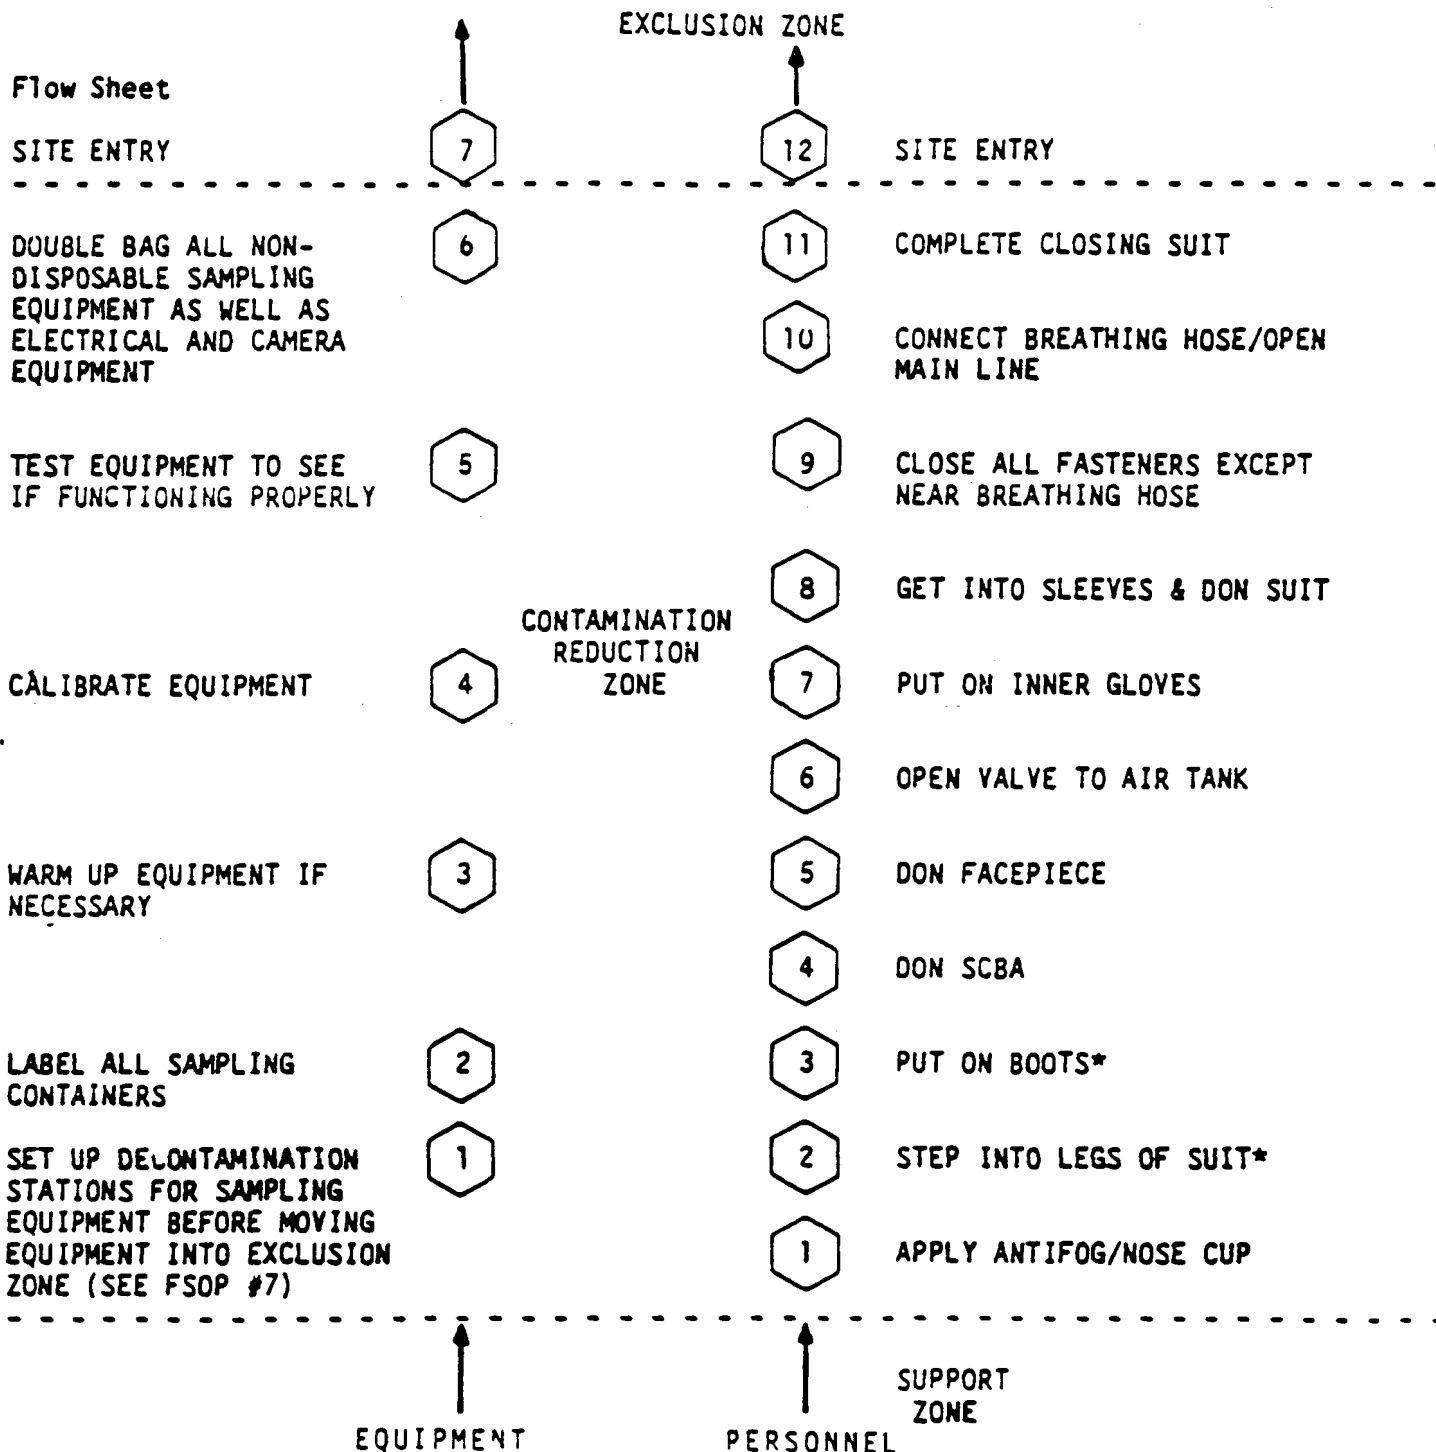 EXCLUSION ZONE
Flow Sheet
SITE ENTRY
7
12
SITE ENTRY
DOUBLE BAG ALL NON-
DISPOSABLE SAMPLING
EQUIPMENT AS WELL AS
ELECTRICAL AND CAMERA
EQUIPMENT
6
11
COMPLETE CLOSING SUIT
10
CONNECT BREATHING HOSE/OPEN
MAIN LINE
TEST EQUIPMENT TO SEE
IF FUNCTIONING PROPERLY
5
9
CLOSE ALL FASTENERS EXCEPT
NEAR BREATHING HOSE
8
GET INTO SLEEVES & DON SUIT
CONTAMINATION
REDUCTION
ZONE
CALIBRATE EQUIPMENT
4
7
PUT ON INNER GLOVES
6
OPEN VALVE TO AIR TANK
WARM UP EQUIPMENT IF
NECESSARY
3
5
DON FACEPIECE
4
DON SCBA
LABEL ALL SAMPLING
CONTAINERS
2
3
PUT ON BOOTS*
SET UP DECONTAMINATION
STATIONS FOR SAMPLING
EQUIPMENT BEFORE MOVING
EQUIPMENT INTO EXCLUSION
ZONE (SEE FSOP #7)
1
2
STEP INTO LEGS OF SUIT*
1
APPLY ANTIFOG/NOSE CUP
SUPPORT
ZONE
EQUIPMENT
PERSONNEL